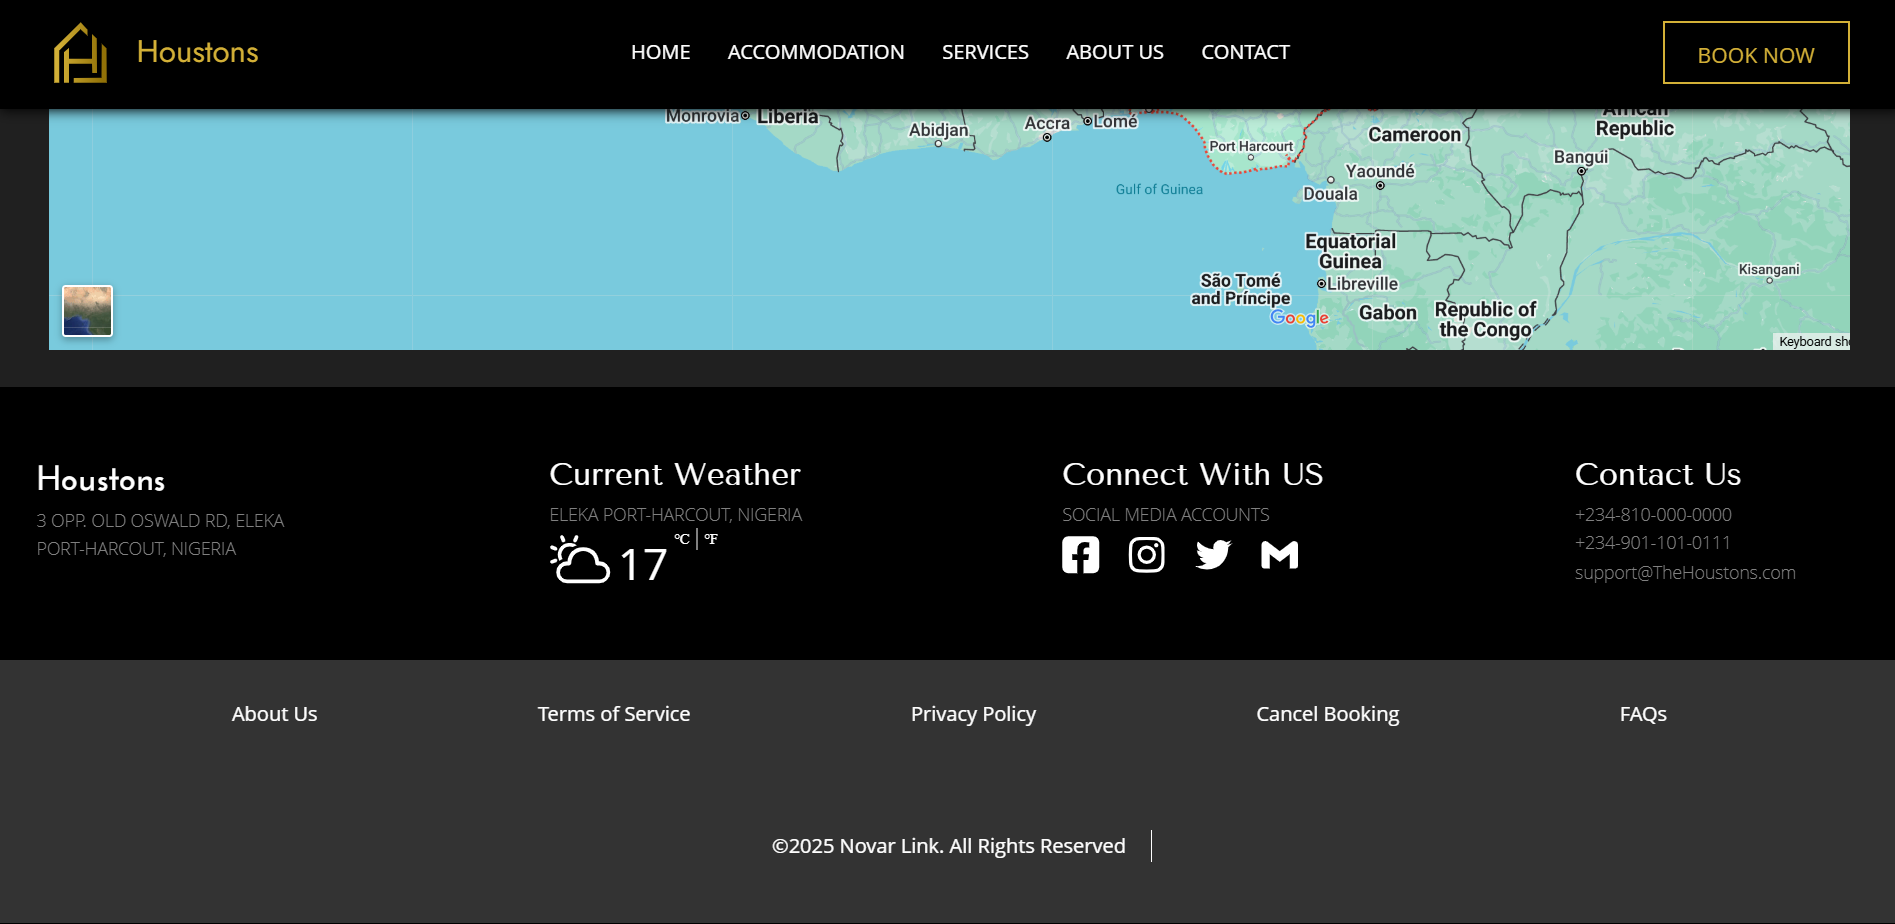 Houstons
HOME ACCOMMODATION SERVICES ABOUT US CONTACT
BOOK NOW
Monrovia
Liberia
Abidjan
Accra
Lomé
Port Harcourt
Gulf of Guinea
Cameroon
African
Republic
Bangui
Yaoundé
Douala
Equatorial
Guinea
São Tomé
and Príncipe
Libreville
Gabon
Republic of
the Congo
Kisangani
Google
Keyboard sho
Houstons
3 OPP. OLD OSWALD RD, ELEKA
PORT-HARCOUT, NIGERIA
Current Weather
ELEKA PORT-HARCOUT, NIGERIA
17 °C | °F
Connect With US
SOCIAL MEDIA ACCOUNTS
Contact Us
+234-810-000-0000
+234-901-101-0111
support@TheHoustons.com
About Us Terms of Service Privacy Policy Cancel Booking FAQs
©2025 Novar Link. All Rights Reserved